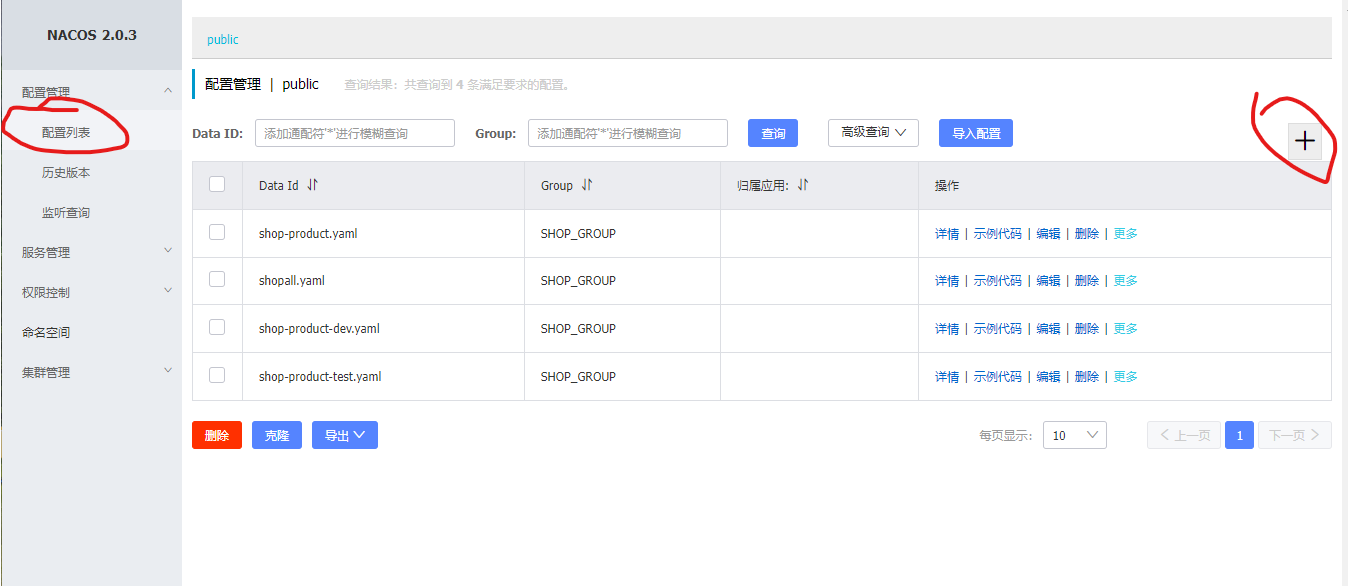 NACOS 2.0.3
配置管理
配置列表
历史版本
监听查询
服务管理
权限控制
命名空间
集群管理
public
配置管理 | public 查询结果：共查询到 4 条满足要求的配置。
Data ID: 添加通配符'*'进行模糊查询 Group: 添加通配符'*'进行模糊查询 查询 高级查询 导入配置
Data Id Group 归属应用: 操作
shop-product.yaml SHOP_GROUP 详情 | 示例代码 | 编辑 | 删除 | 更多
shopall.yaml SHOP_GROUP 详情 | 示例代码 | 编辑 | 删除 | 更多
shop-product-dev.yaml SHOP_GROUP 详情 | 示例代码 | 编辑 | 删除 | 更多
shop-product-test.yaml SHOP_GROUP 详情 | 示例代码 | 编辑 | 删除 | 更多
删除 克隆 导出 每页显示: 10 上一页 1 下一页